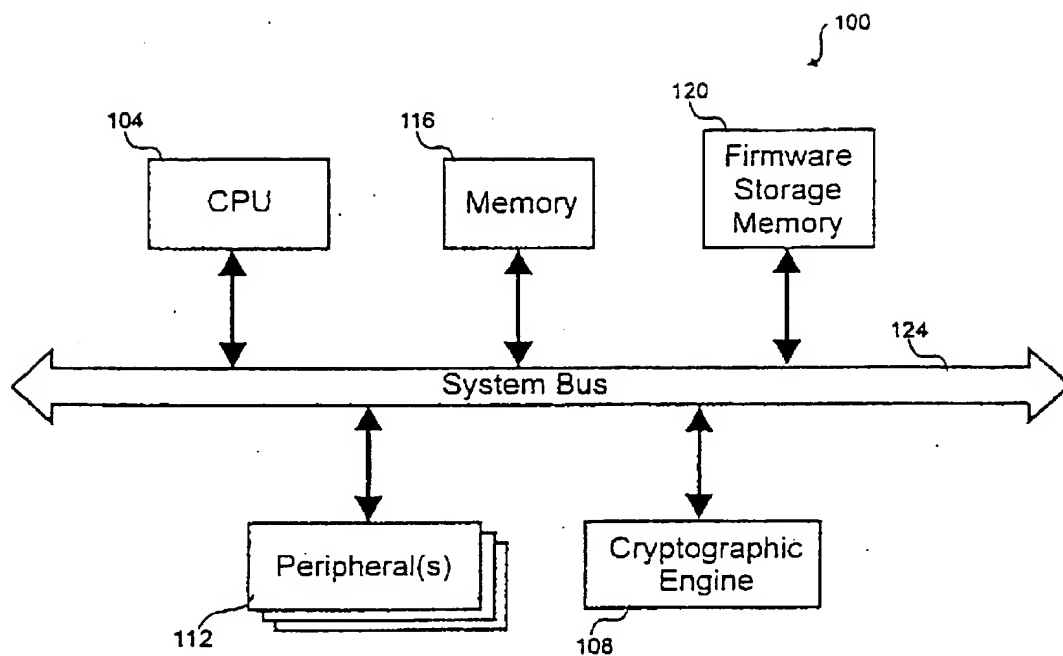 100
104
116
120
CPU
Memory
Firmware
Storage
Memory
124
System Bus
Peripheral(s)
Cryptographic
Engine
112
108